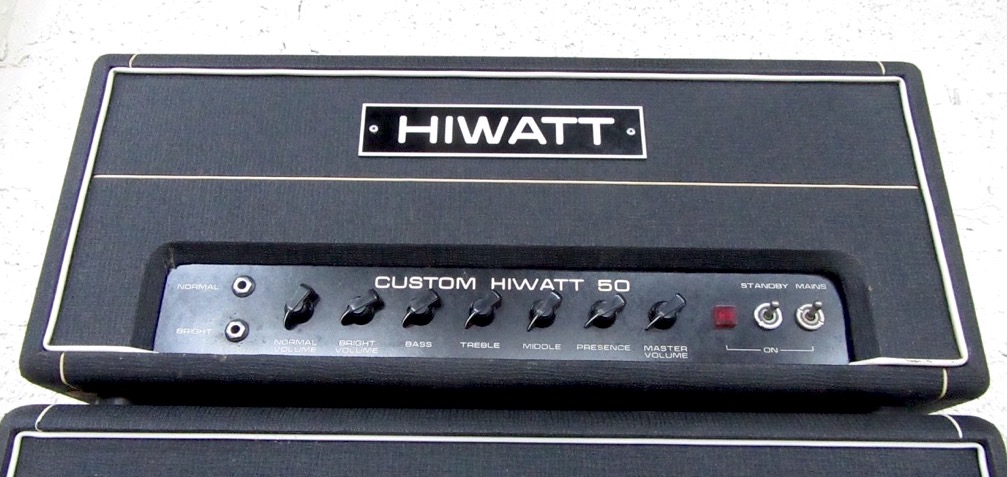 HIWATT
CUSTOM HIWATT 50
NORMAL
BRIGHT
NORMAL
VOLUME
BRIGHT
VOLUME
BASS
TREBLE
MIDDLE
PRESENCE
MASTER
VOLUME
STANDBY MAINS
ON